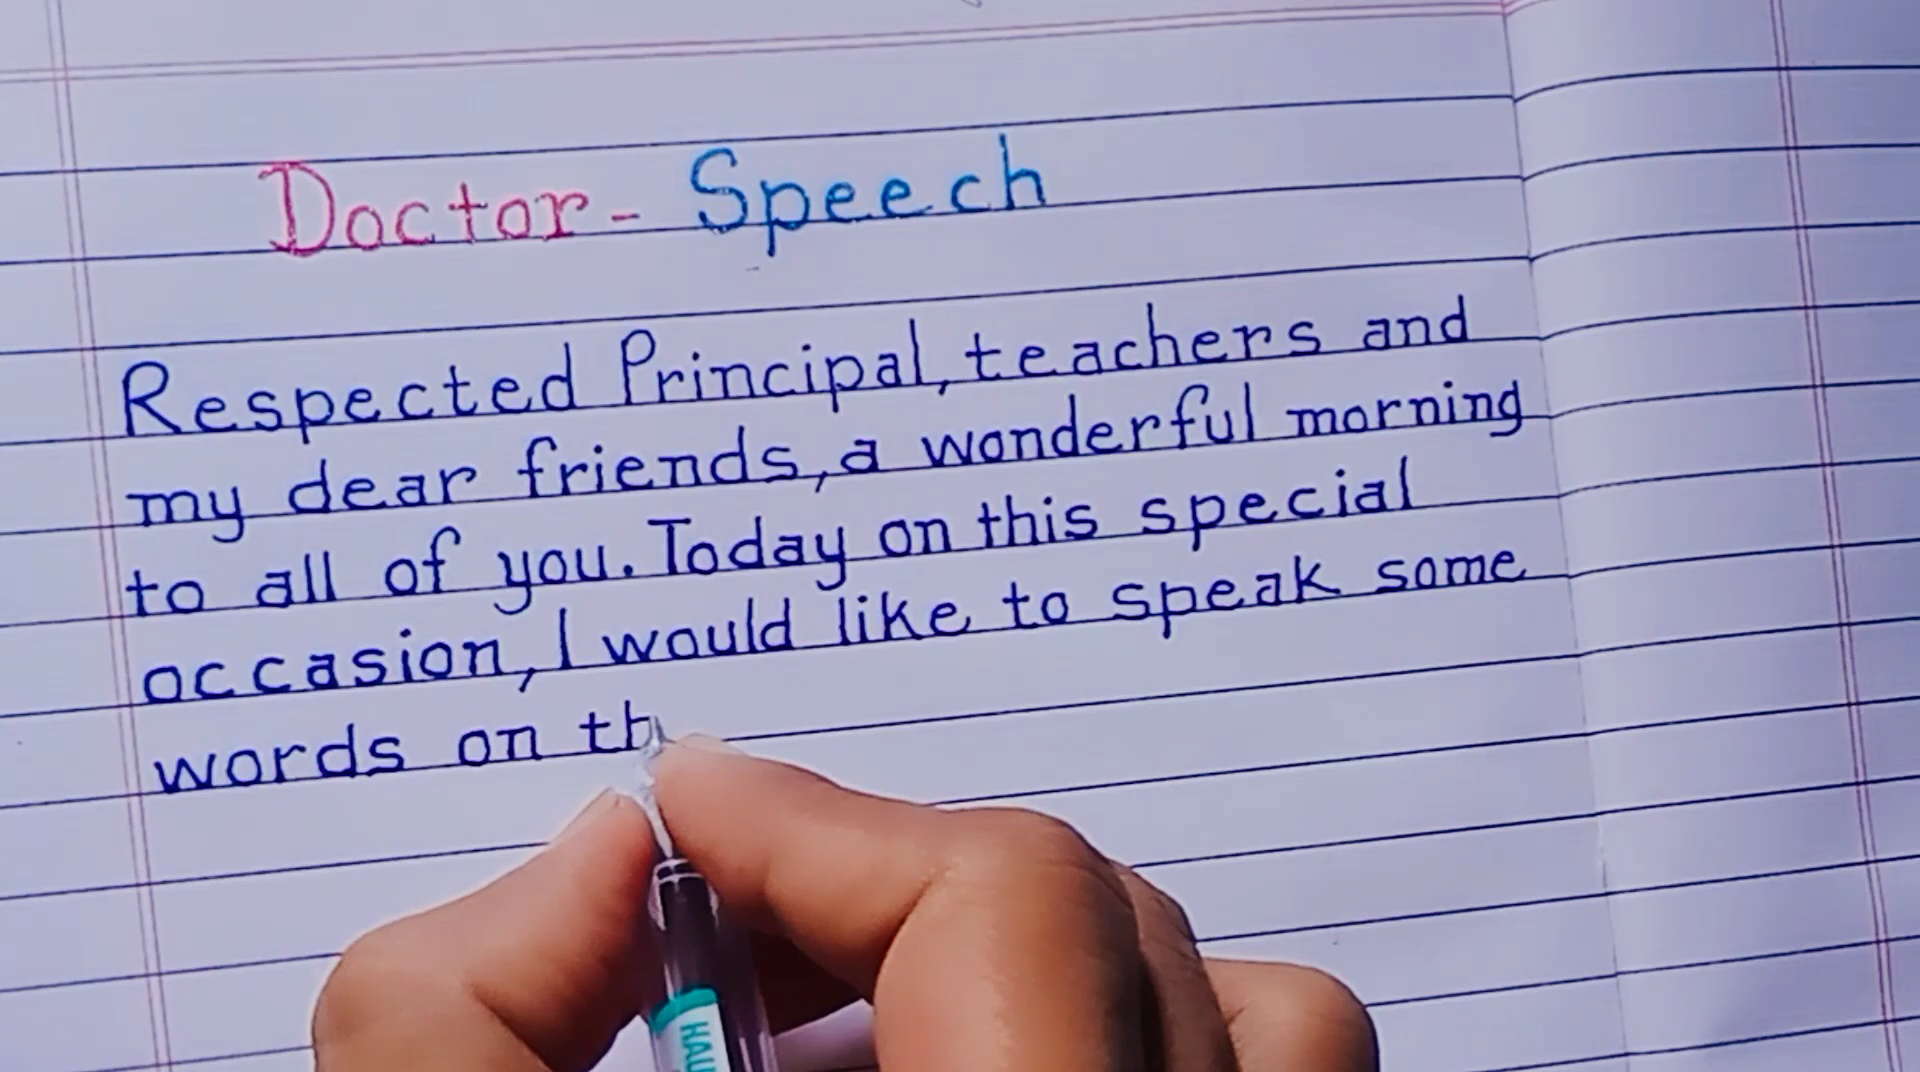 Doctor - Speech
Respected Principal, teachers and
my dear friends, a wonderful morning
to all of you. Today on this special
occasion, I would like to speak some
words on th
HAU